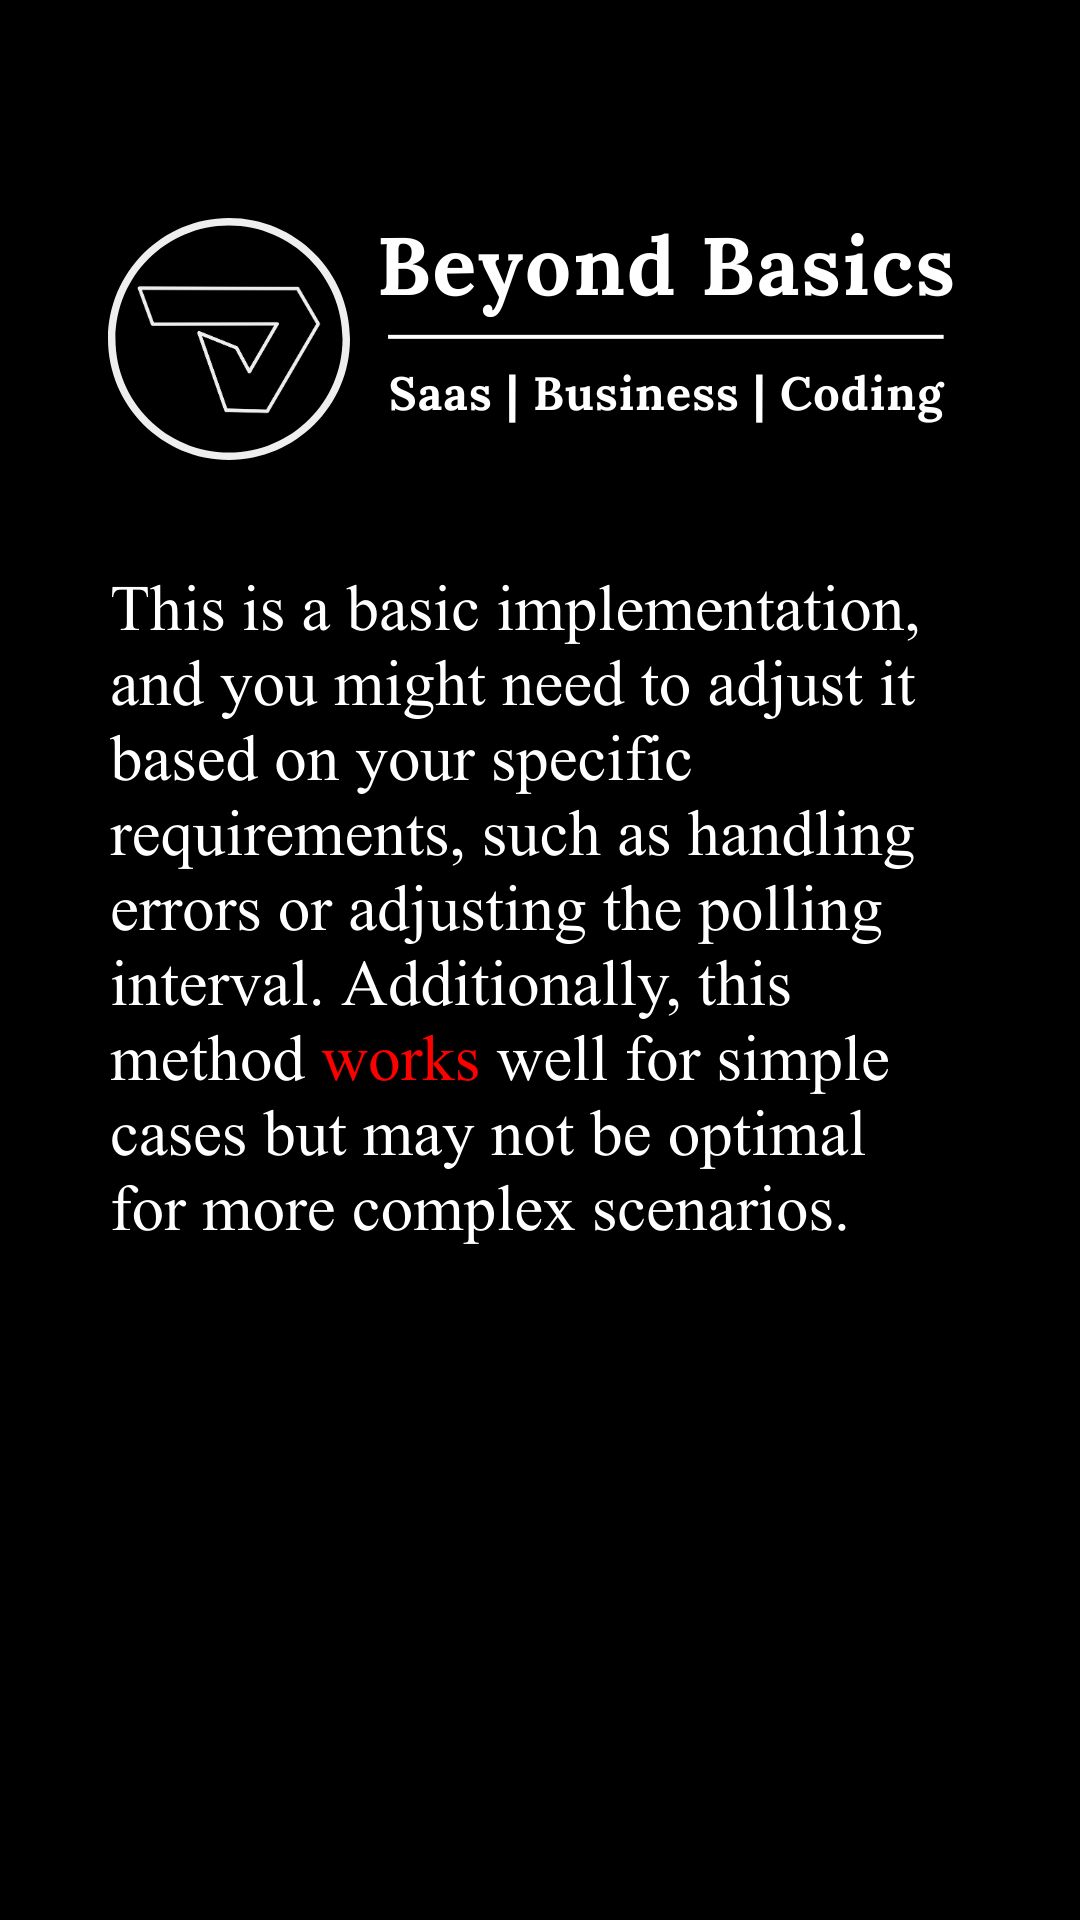 Beyond Basics
Saas | Business | Coding
This is a basic implementation,
and you might need to adjust it
based on your specific
requirements, such as handling
errors or adjusting the polling
interval. Additionally, this
method works well for simple
cases but may not be optimal
for more complex scenarios.